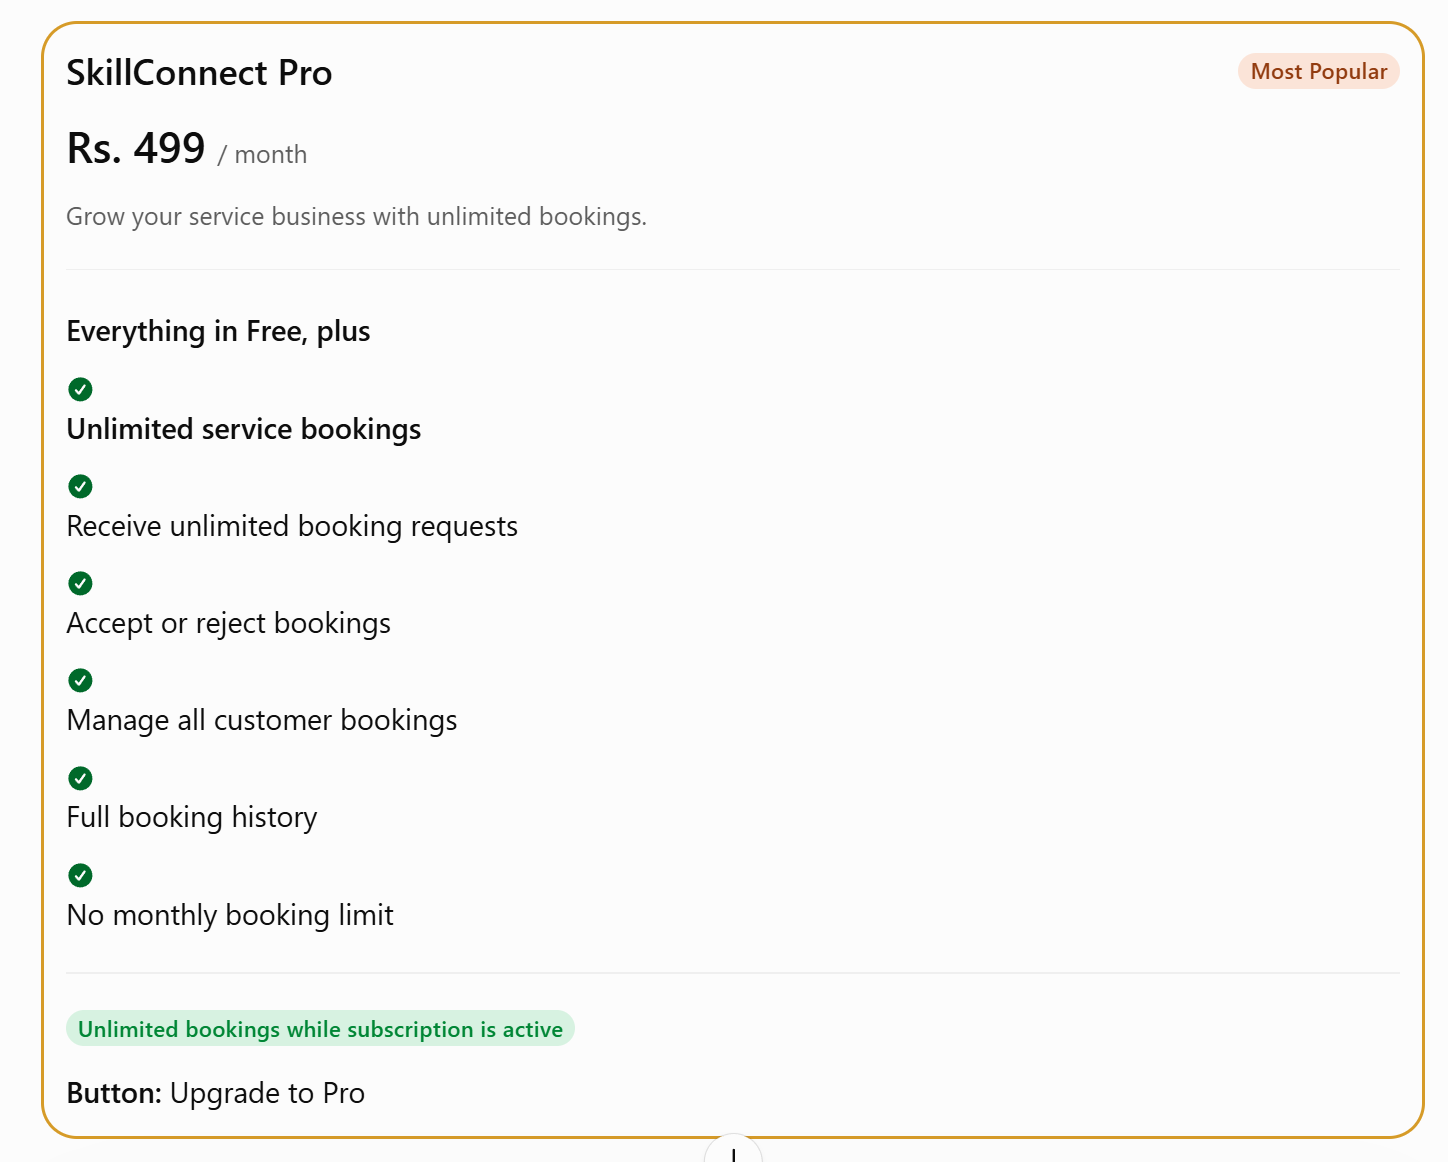 SkillConnect Pro
Most Popular
Rs. 499 / month
Grow your service business with unlimited bookings.
Everything in Free, plus
Unlimited service bookings
Receive unlimited booking requests
Accept or reject bookings
Manage all customer bookings
Full booking history
No monthly booking limit
Unlimited bookings while subscription is active
Button: Upgrade to Pro